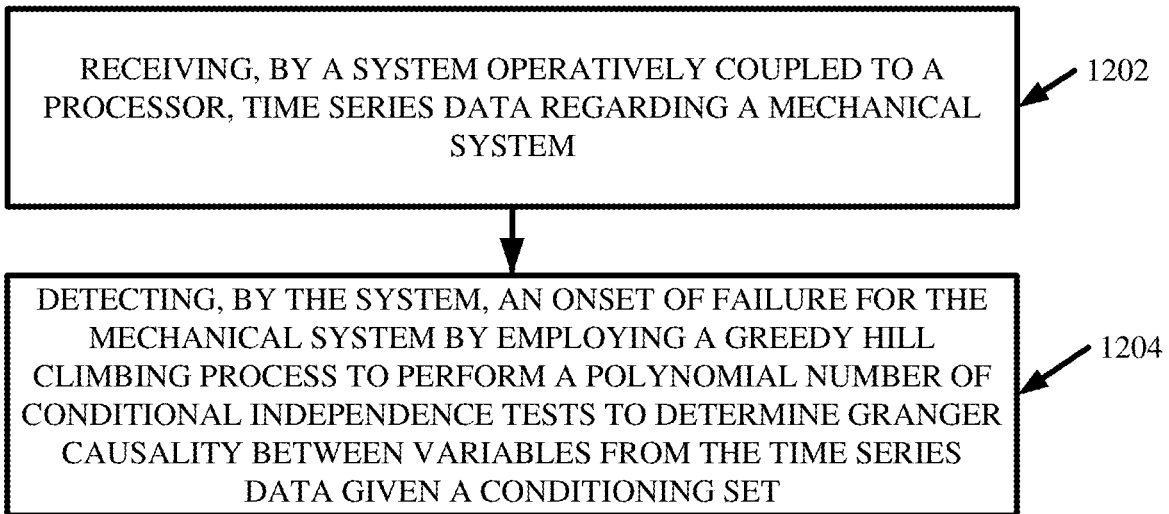 RECEIVING, BY A SYSTEM OPERATIVELY COUPLED TO A
PROCESSOR, TIME SERIES DATA REGARDING A MECHANICAL
SYSTEM
1202
DETECTING, BY THE SYSTEM, AN ONSET OF FAILURE FOR THE
MECHANICAL SYSTEM BY EMPLOYING A GREEDY HILL
CLIMBING PROCESS TO PERFORM A POLYNOMIAL NUMBER OF
CONDITIONAL INDEPENDENCE TESTS TO DETERMINE GRANGER
CAUSALITY BETWEEN VARIABLES FROM THE TIME SERIES
DATA GIVEN A CONDITIONING SET
1204